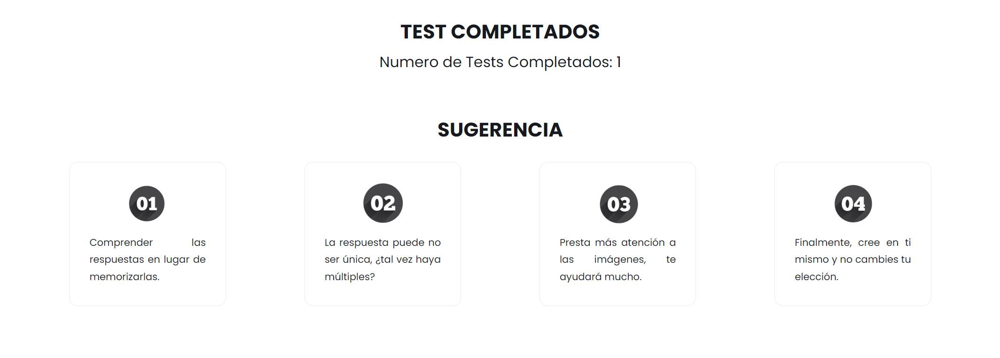 TEST COMPLETADOS
Numero de Tests Completados: 1
SUGERENCIA
01
Comprender las
respuestas en lugar de
memorizarlas.
02
La respuesta puede no
ser única, ¿tal vez haya
múltiples?
03
Presta más atención a
las imágenes, te
ayudará mucho.
04
Finalmente, cree en ti
mismo y no cambies tu
elección.